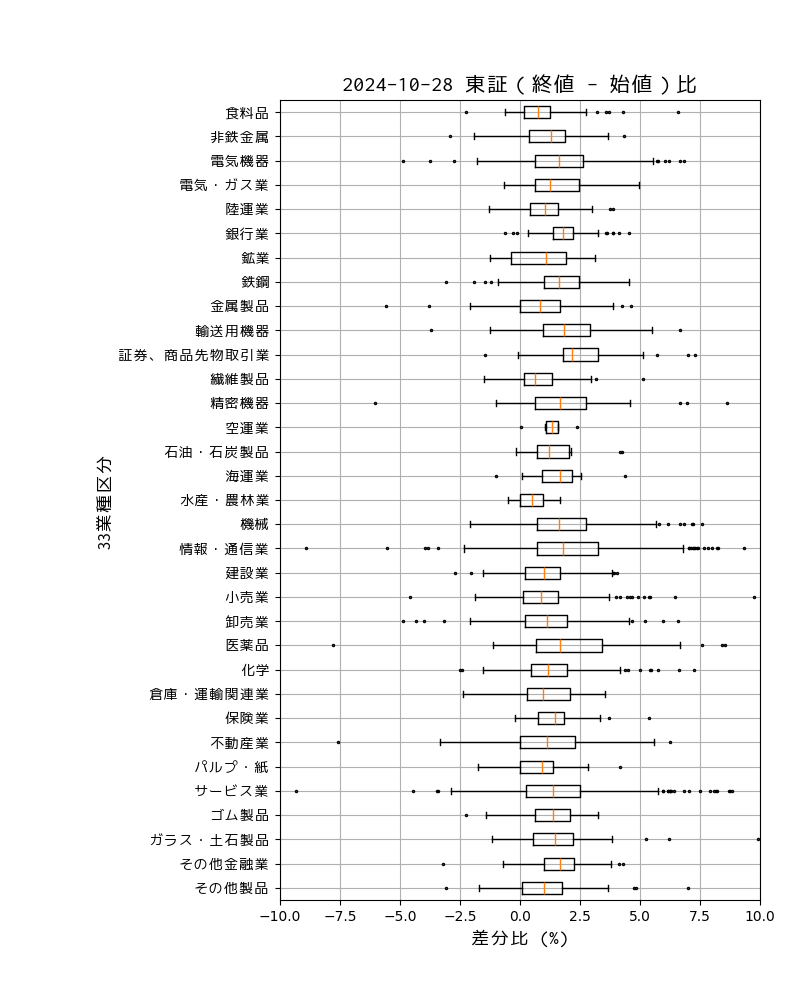 2024-10-28 東証 ( 終値 - 始値 ) 比
食料品
非鉄金属
電気機器
電気・ガス業
陸運業
銀行業
鉱業
鉄鋼
金属製品
輸送用機器
証券、商品先物取引業
繊維製品
精密機器
空運業
石油・石炭製品
海運業
水産・農林業
機械
情報・通信業
建設業
小売業
卸売業
医薬品
化学
倉庫・運輸関連業
保険業
不動産業
パルプ・紙
サービス業
ゴム製品
ガラス・土石製品
その他金融業
その他製品
33業種区分
−10.0 −7.5 −5.0 −2.5 0.0 2.5 5.0 7.5 10.0
差分比 (%)